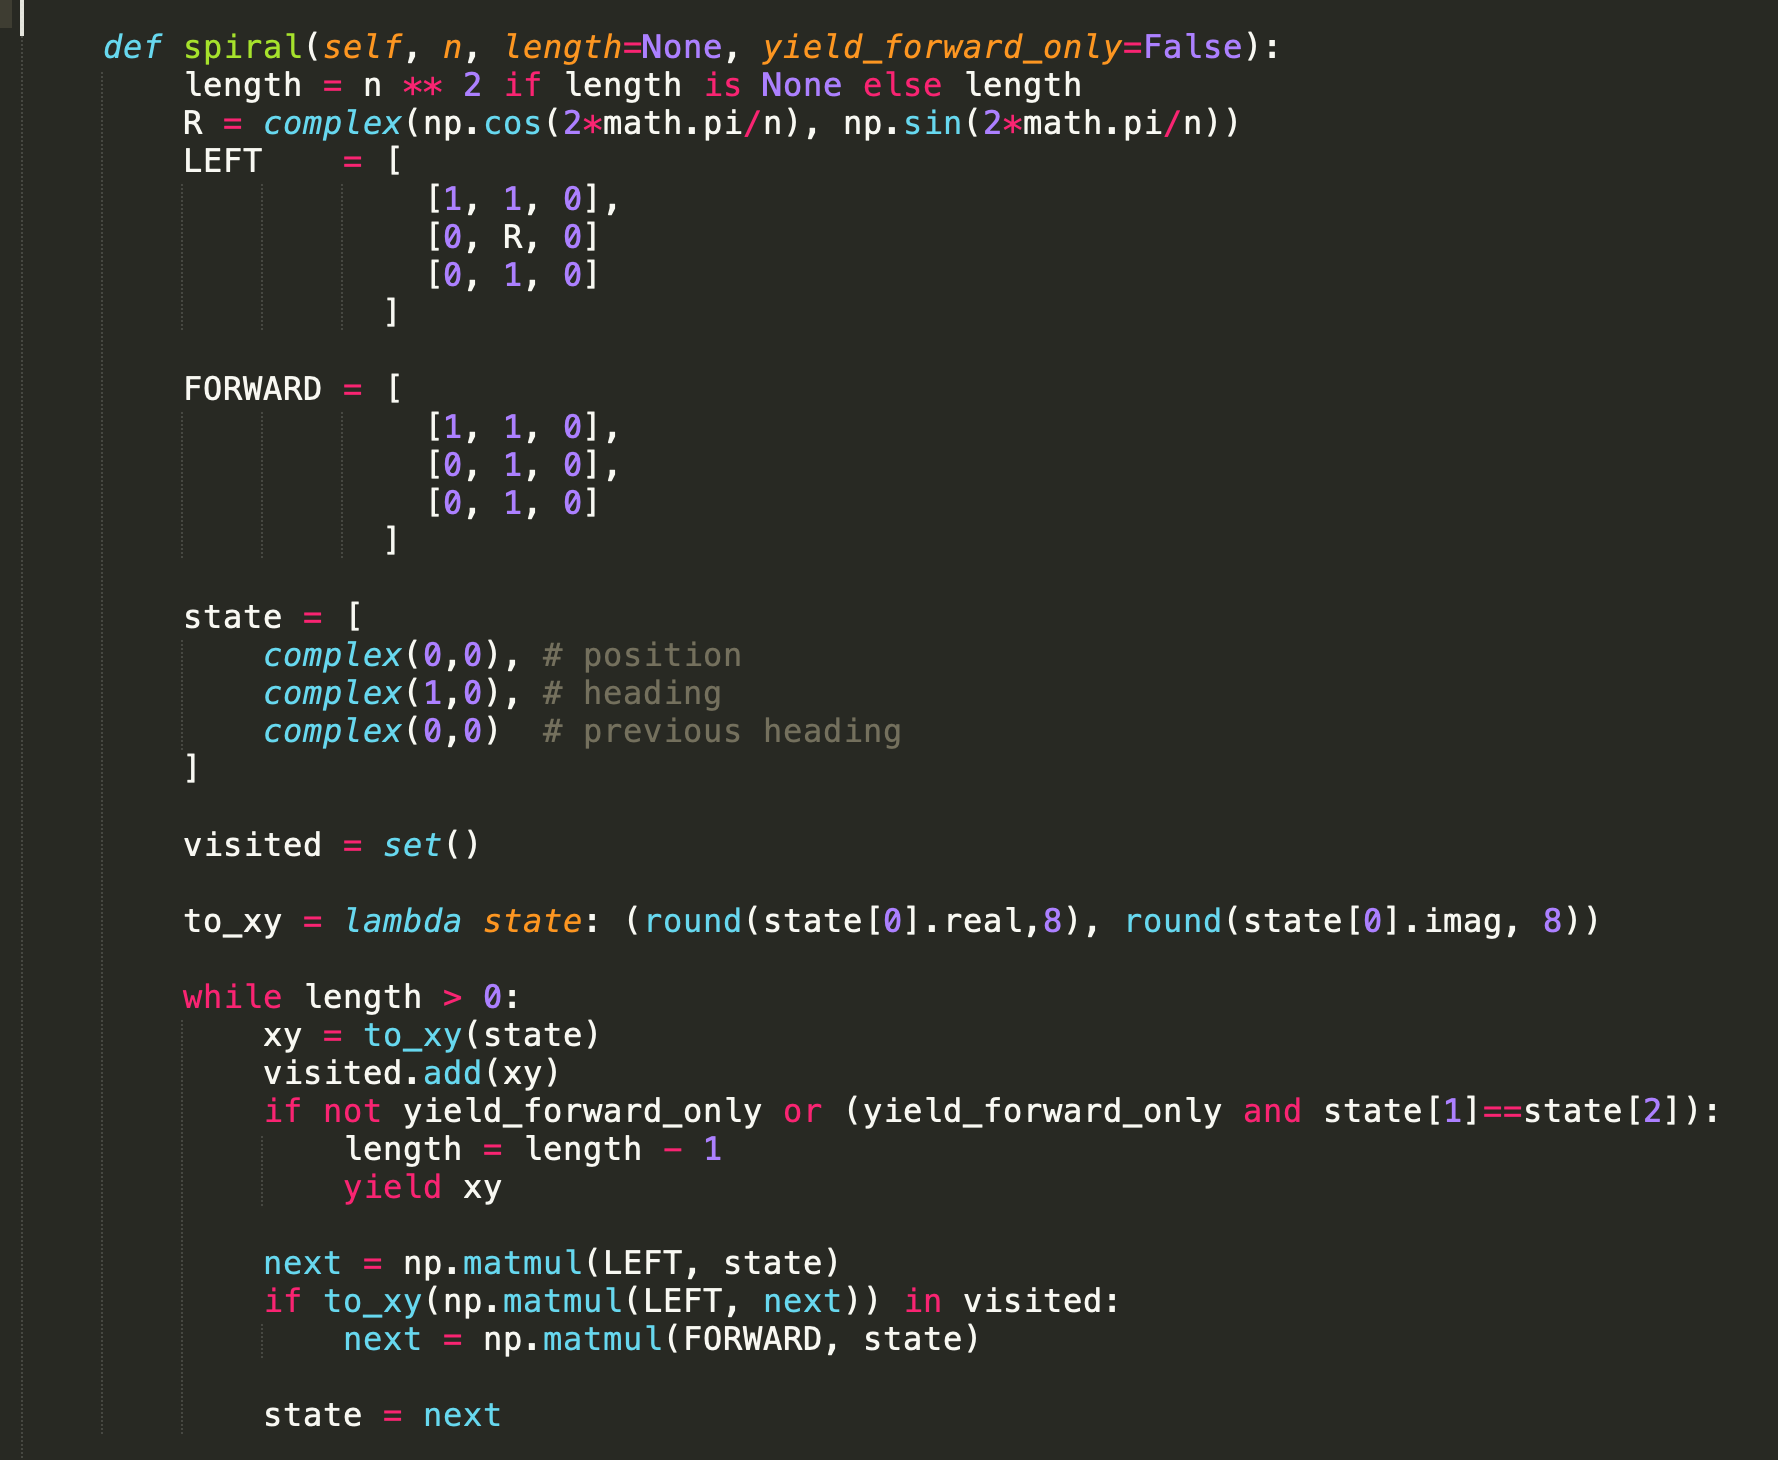 def spiral(self, n, length=None, yield_forward_only=False):
    length = n ** 2 if length is None else length
    R = complex(np.cos(2*math.pi/n), np.sin(2*math.pi/n))
    LEFT    = [
                [1, 1, 0],
                [0, R, 0]
                [0, 1, 0]
              ]

    FORWARD = [
                [1, 1, 0],
                [0, 1, 0],
                [0, 1, 0]
              ]

    state = [
        complex(0,0), # position
        complex(1,0), # heading
        complex(0,0)  # previous heading
    ]

    visited = set()

    to_xy = lambda state: (round(state[0].real,8), round(state[0].imag, 8))

    while length > 0:
        xy = to_xy(state)
        visited.add(xy)
        if not yield_forward_only or (yield_forward_only and state[1]==state[2]):
            length = length - 1
            yield xy

        next = np.matmul(LEFT, state)
        if to_xy(np.matmul(LEFT, next)) in visited:
            next = np.matmul(FORWARD, state)

        state = next